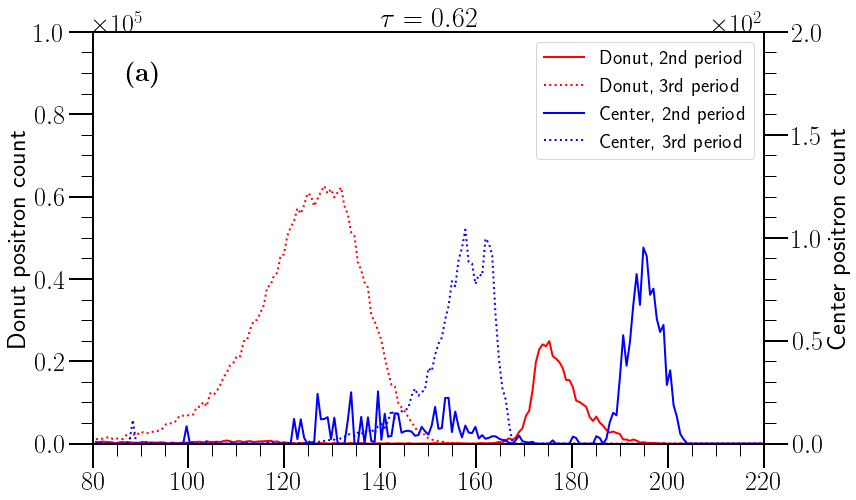 ×10⁵ τ = 0.62 ×10²
(a)
Donut, 2nd period
Donut, 3rd period
Center, 2nd period
Center, 3rd period
Donut positron count
1.0
0.8
0.6
0.4
0.2
0.0
2.0
1.5
1.0
0.5
0.0
Center positron count
80 100 120 140 160 180 200 220